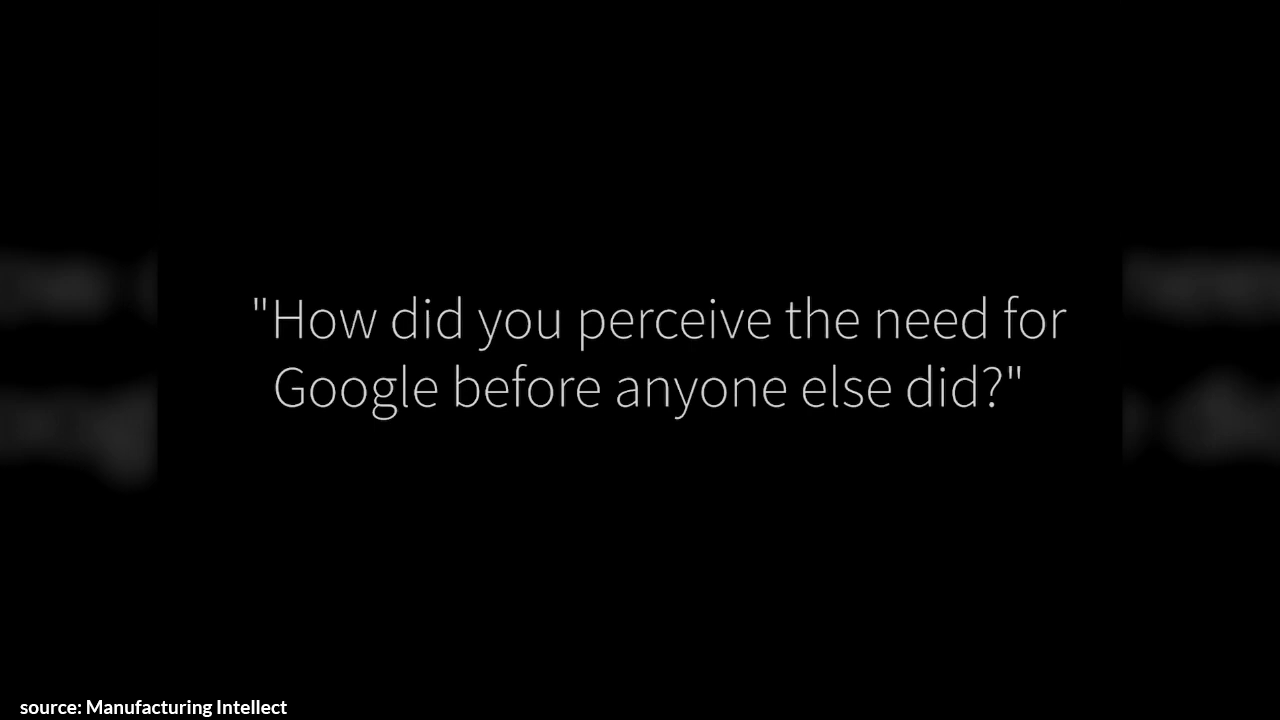 "How did you perceive the need for
Google before anyone else did?"
source: Manufacturing Intellect